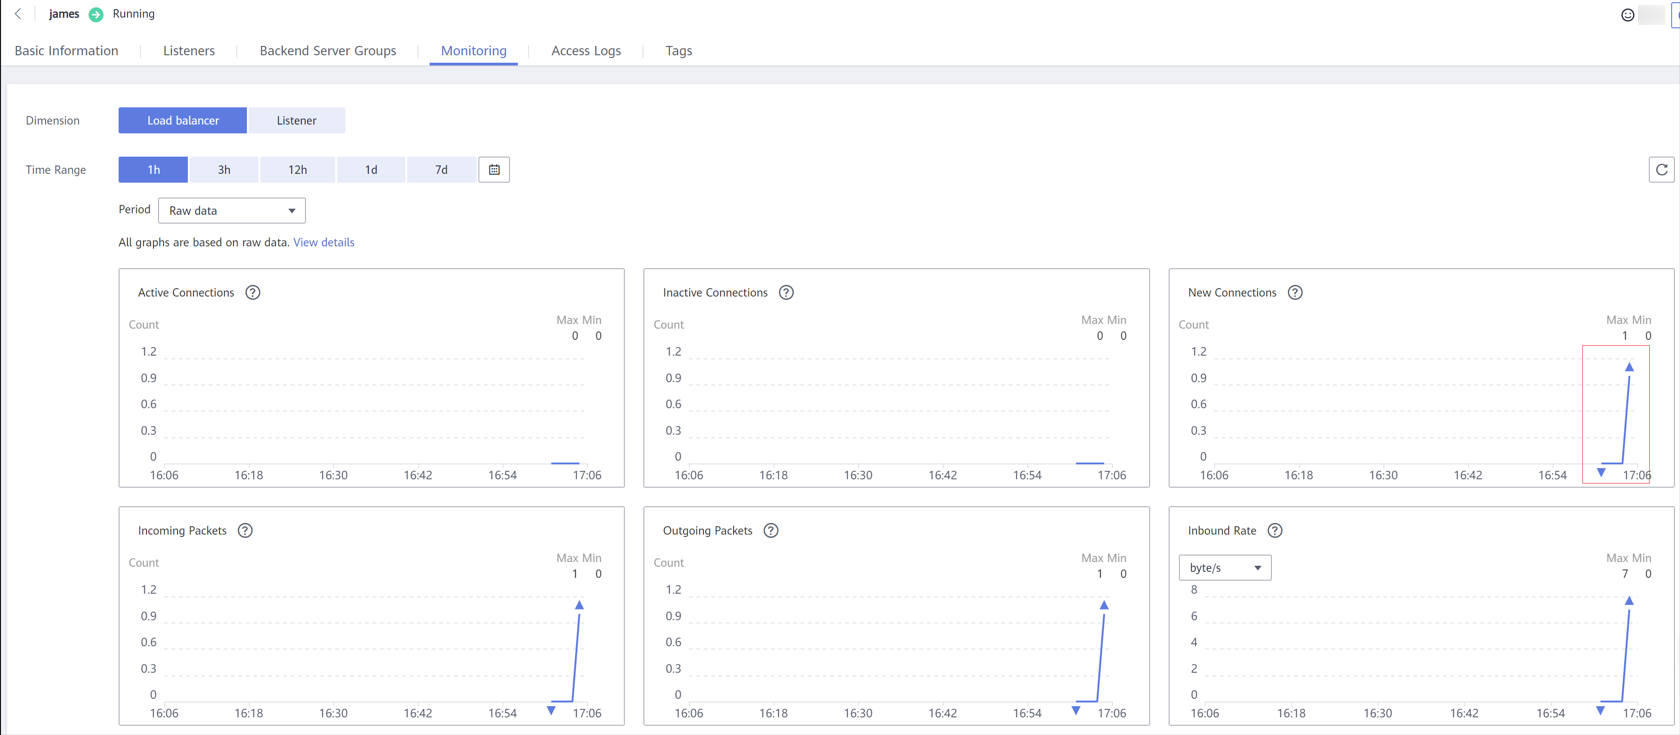 james Running
Basic Information Listeners Backend Server Groups Monitoring Access Logs Tags
Dimension Load balancer Listener
Time Range 1h 3h 12h 1d 7d
Period Raw data
All graphs are based on raw data. View details
Active Connections ?
Count Max Min
0 0
1.2
0.9
0.6
0.3
0
16:06 16:18 16:30 16:42 16:54 17:06
Inactive Connections ?
Count Max Min
0 0
1.2
0.9
0.6
0.3
0
16:06 16:18 16:30 16:42 16:54 17:06
New Connections ?
Count Max Min
1 0
1.2
0.9
0.6
0.3
0
16:06 16:18 16:30 16:42 16:54 17:06
Incoming Packets ?
Count Max Min
1 0
1.2
0.9
0.6
0.3
0
16:06 16:18 16:30 16:42 16:54 17:06
Outgoing Packets ?
Count Max Min
1 0
1.2
0.9
0.6
0.3
0
16:06 16:18 16:30 16:42 16:54 17:06
Inbound Rate ?
byte/s Max Min
7 0
8
6
4
2
0
16:06 16:18 16:30 16:42 16:54 17:06